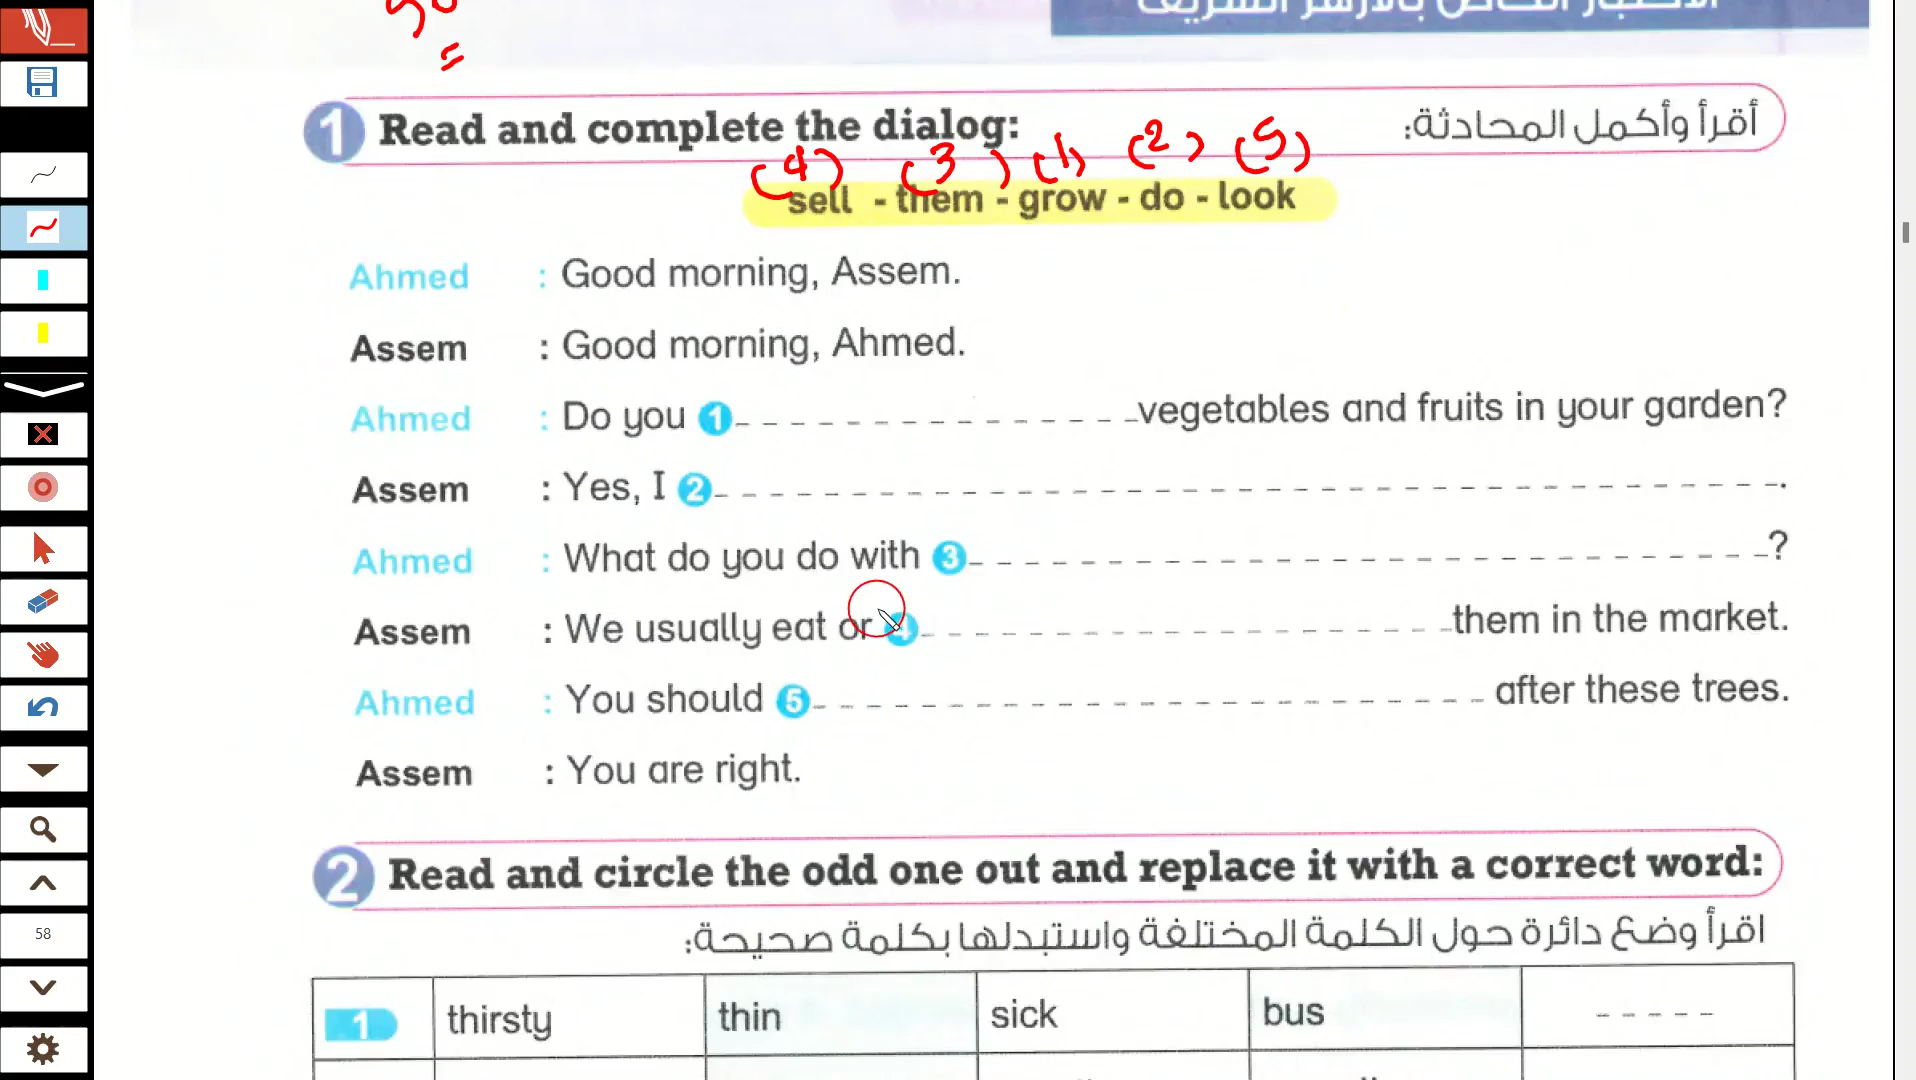 الاختبار الخاص بالأزهر الشريف
1 Read and complete the dialog: أقرأ وأكمل المحادثة:
(4) (3) (1) (2) (5)
sell - them - grow - do - look
Ahmed : Good morning, Assem.
Assem : Good morning, Ahmed.
Ahmed : Do you 1 vegetables and fruits in your garden?
Assem : Yes, I 2 .
Ahmed : What do you do with 3 ?
Assem : We usually eat or 4 them in the market.
Ahmed : You should 5 after these trees.
Assem : You are right.
2 Read and circle the odd one out and replace it with a correct word:
اقرأ وضع دائرة حول الكلمة المختلفة واستبدلها بكلمة صحيحة:
1 thirsty thin sick bus -----
58